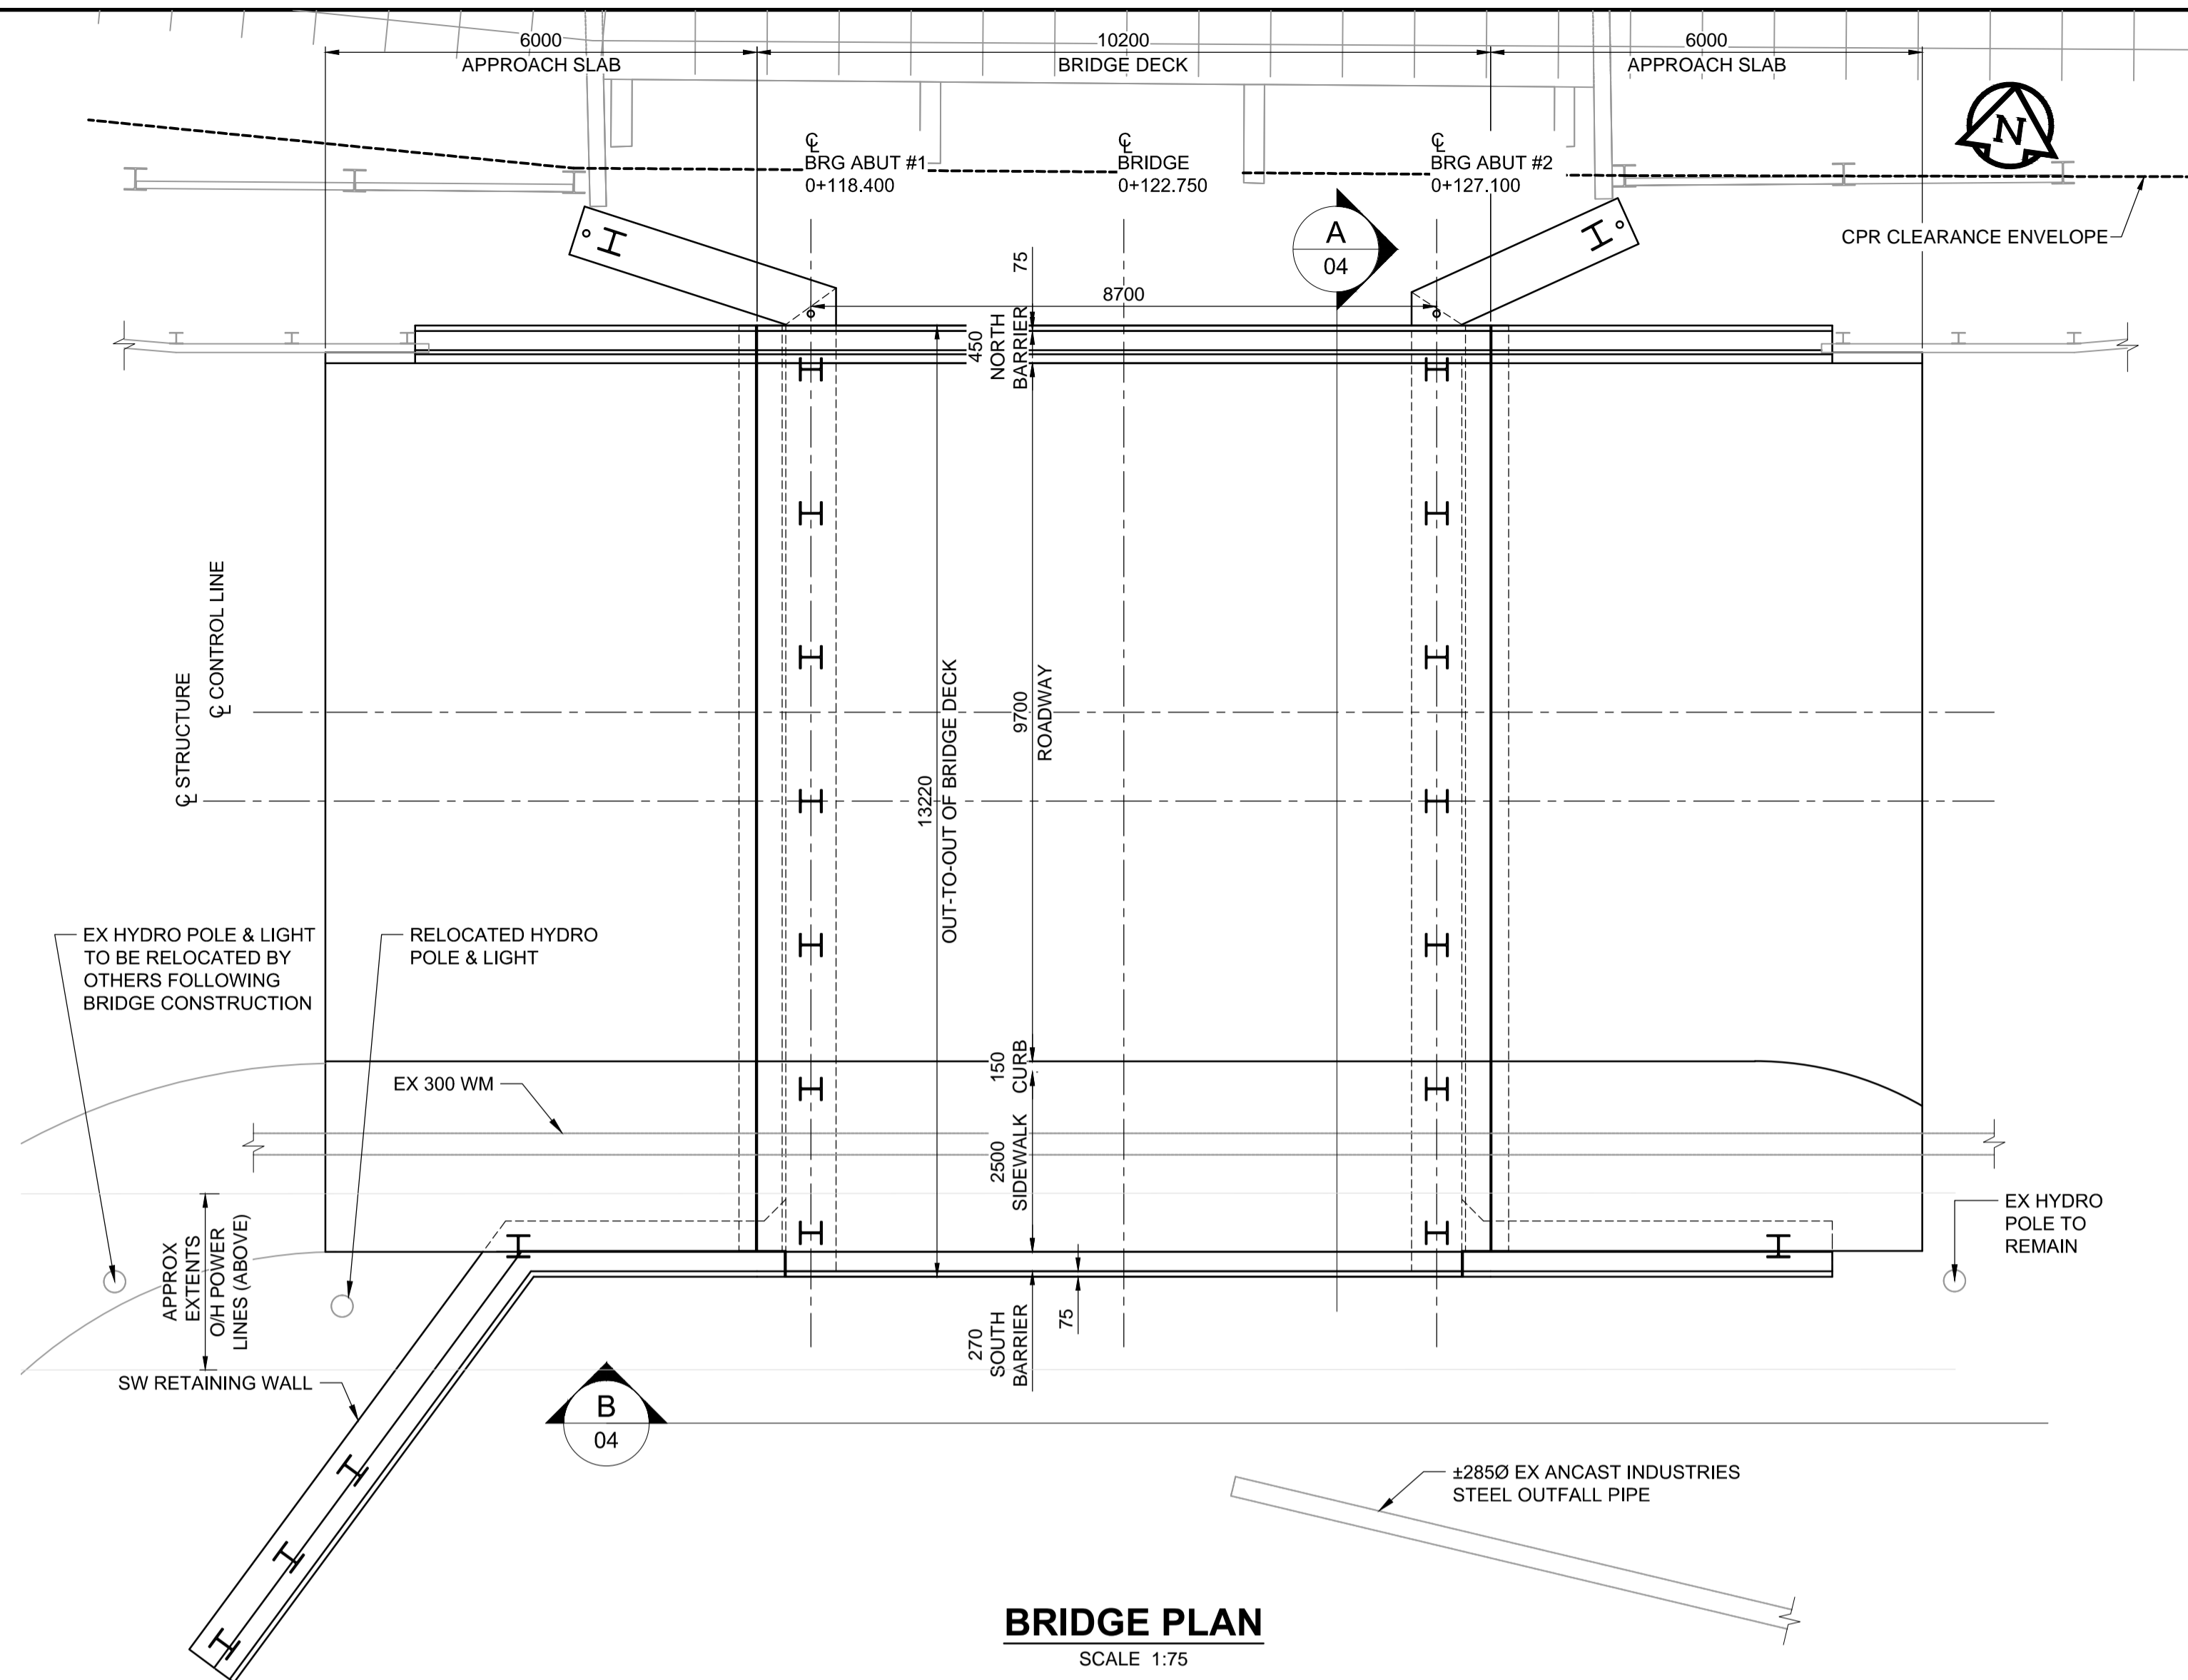 6000
APPROACH SLAB
10200
BRIDGE DECK
6000
APPROACH SLAB
N
℄
BRG ABUT #1
0+118.400
℄
BRIDGE
0+122.750
℄
BRG ABUT #2
0+127.100
CPR CLEARANCE ENVELOPE
A
04
75
8700
450
NORTH
BARRIER
℄ CONTROL LINE
℄ STRUCTURE
9700
ROADWAY
13220
OUT-TO-OUT OF BRIDGE DECK
EX HYDRO POLE & LIGHT
TO BE RELOCATED BY
OTHERS FOLLOWING
BRIDGE CONSTRUCTION
RELOCATED HYDRO
POLE & LIGHT
EX 300 WM
150
CURB
2500
SIDEWALK
APPROX
EXTENTS
O/H POWER
LINES (ABOVE)
EX HYDRO
POLE TO
REMAIN
270
SOUTH
BARRIER
75
SW RETAINING WALL
B
04
±285Ø EX ANCAST INDUSTRIES
STEEL OUTFALL PIPE
BRIDGE PLAN
SCALE 1:75